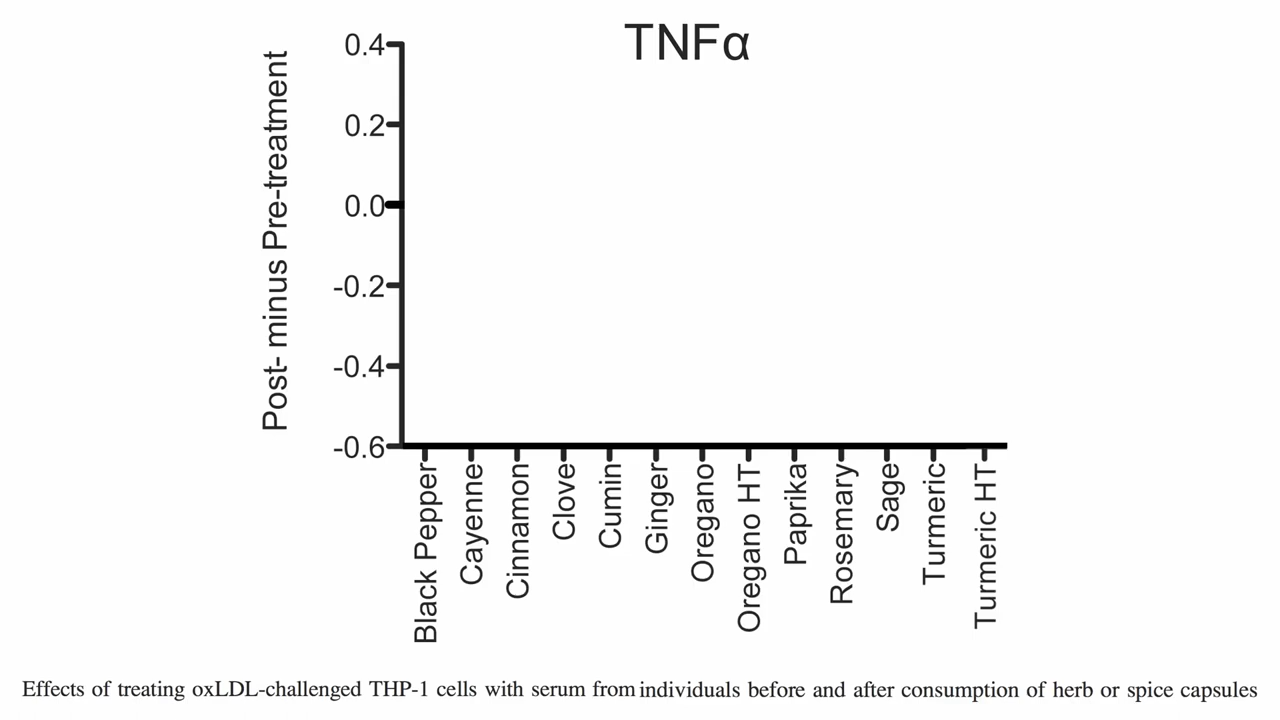 TNFα
Post- minus Pre-treatment
0.4
0.2
0.0
-0.2
-0.4
-0.6
Black Pepper
Cayenne
Cinnamon
Clove
Cumin
Ginger
Oregano
Oregano HT
Paprika
Rosemary
Sage
Turmeric
Turmeric HT
Effects of treating oxLDL-challenged THP-1 cells with serum from individuals before and after consumption of herb or spice capsules